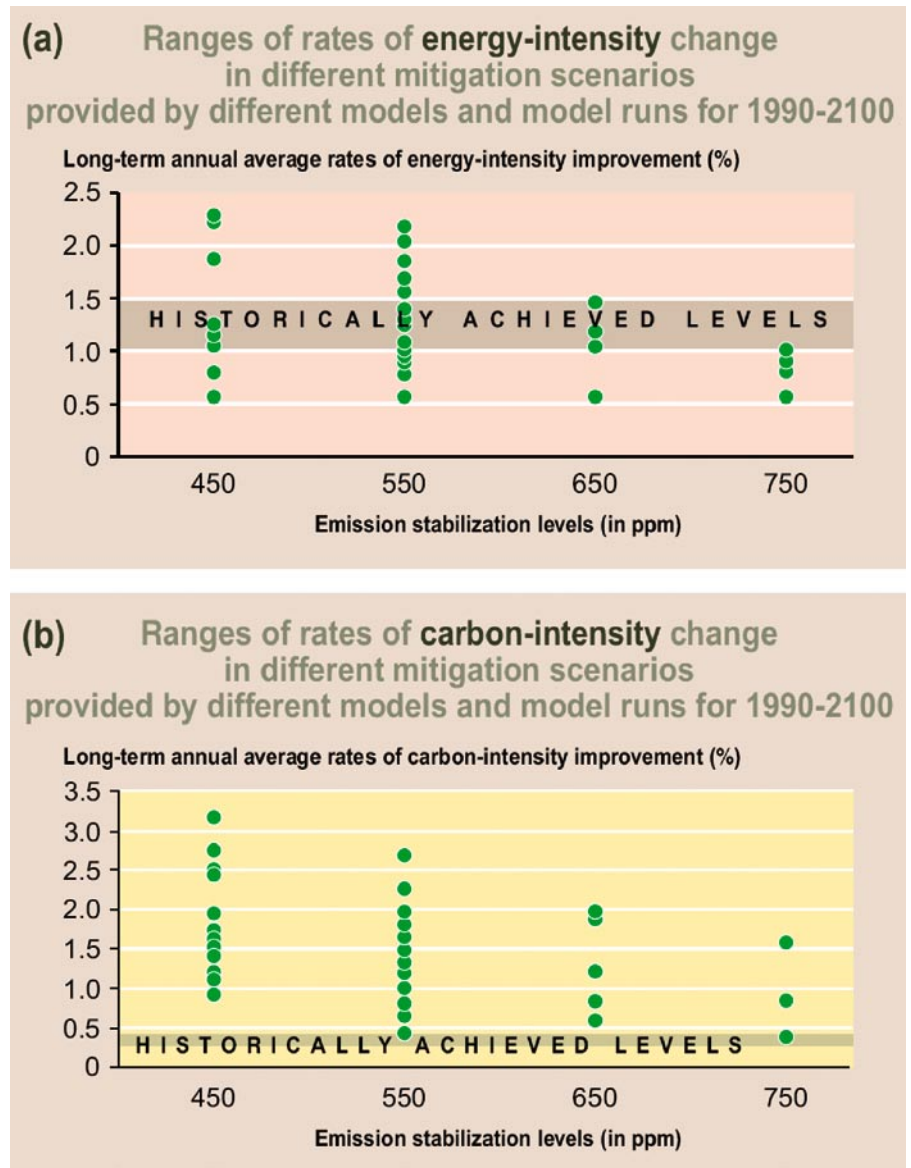 (a) Ranges of rates of energy-intensity change
in different mitigation scenarios
provided by different models and model runs for 1990-2100
Long-term annual average rates of energy-intensity improvement (%)
2.5
2.0
1.5
HISTORICALLY ACHIEVED LEVELS
1.0
0.5
0
450 550 650 750
Emission stabilization levels (in ppm)
(b) Ranges of rates of carbon-intensity change
in different mitigation scenarios
provided by different models and model runs for 1990-2100
Long-term annual average rates of carbon-intensity improvement (%)
3.5
3.0
2.5
2.0
1.5
1.0
0.5
HISTORICALLY ACHIEVED LEVELS
0
450 550 650 750
Emission stabilization levels (in ppm)